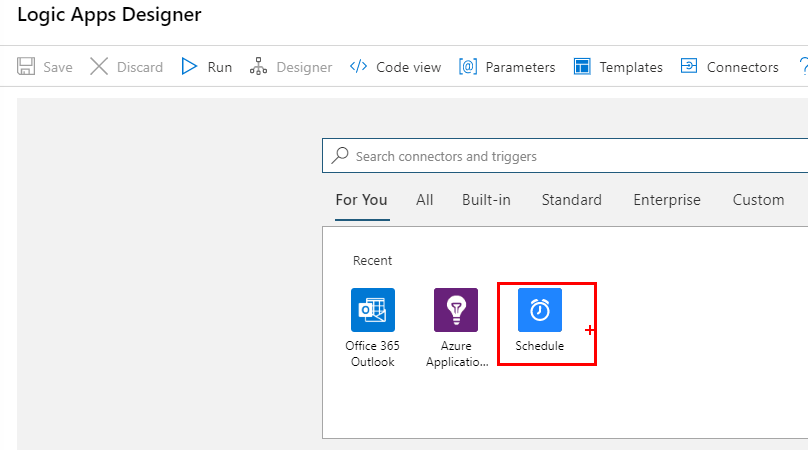 Logic Apps Designer
Save Discard Run Designer Code view Parameters Templates Connectors ?
Search connectors and triggers
For You All Built-in Standard Enterprise Custom
Recent
Office 365 Outlook
Azure Applicatio...
Schedule